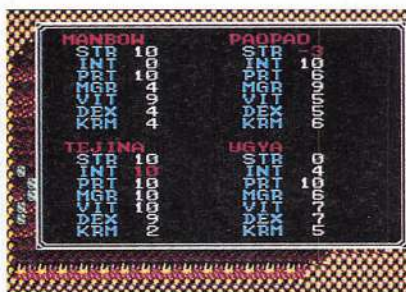 MANBOW
STR 10
INT 0
PRT 10
MGR 4
VIT 9
DEX 4
KRM 4
PAOPAD
STR -3
INT 10
PRT 6
MGR 9
VIT 5
DEX 5
KRM 6
TEJINA
STR 10
INT 10
PRT 10
MGR 10
VIT 10
DEX 9
KRM 2
UGYA
STR 0
INT 4
PRT 10
MGR 6
VIT 7
DEX 7
KRM 5